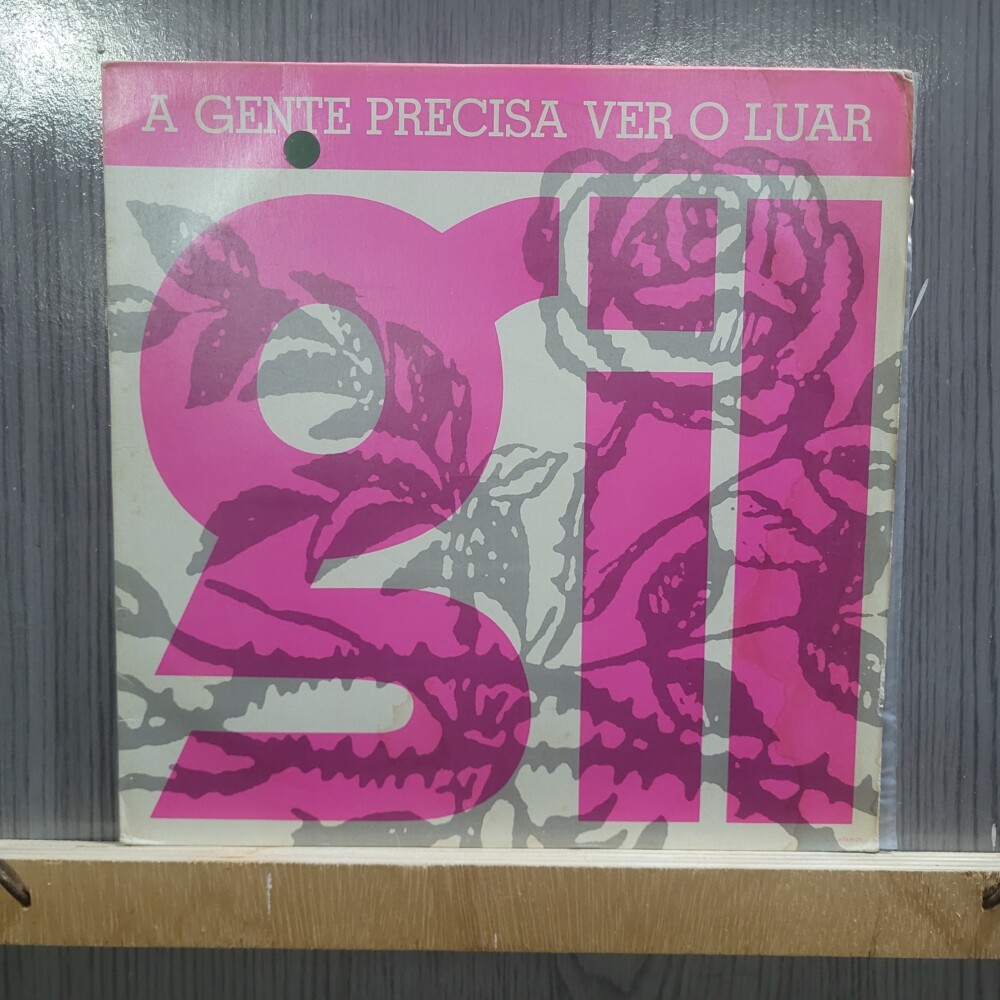 A GENTE PRECISA VER O LUAR
gil